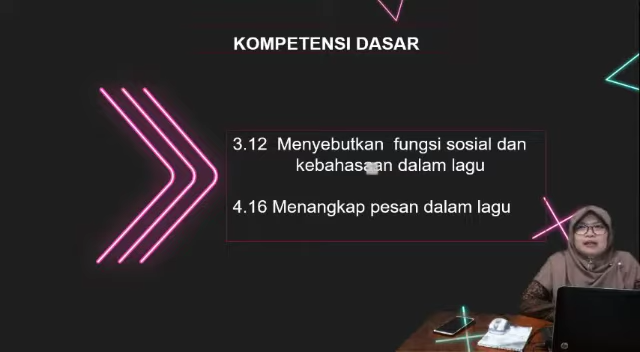 KOMPETENSI DASAR
3.12 Menyebutkan fungsi sosial dan
kebahasaan dalam lagu
4.16 Menangkap pesan dalam lagu